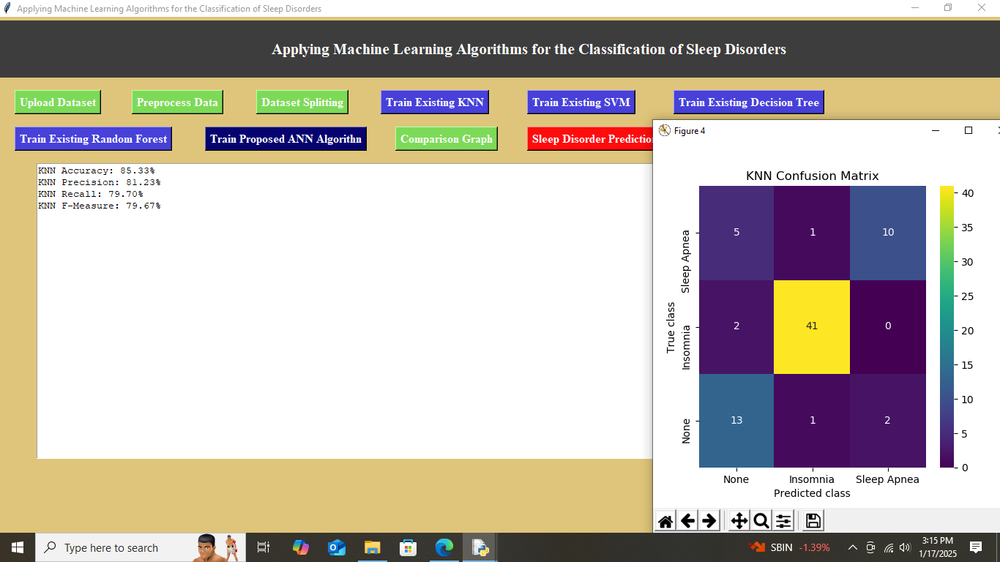 Applying Machine Learning Algorithms for the Classification of Sleep Disorders
Applying Machine Learning Algorithms for the Classification of Sleep Disorders
Upload Dataset
Preprocess Data
Dataset Splitting
Train Existing KNN
Train Existing SVM
Train Existing Decision Tree
Train Existing Random Forest
Train Proposed ANN Algorithn
Comparison Graph
Sleep Disorder Prediction
KNN Accuracy: 85.33%
KNN Precision: 81.23%
KNN Recall: 79.70%
KNN F-Measure: 79.67%
Figure 4
KNN Confusion Matrix
True class
Sleep Apnea
5 1 10
Insomnia
2 41 0
None
13 1 2
None Insomnia Sleep Apnea
Predicted class
40
35
30
25
20
15
10
5
0
Type here to search
SBIN -1.39%
3:15 PM
1/17/2025